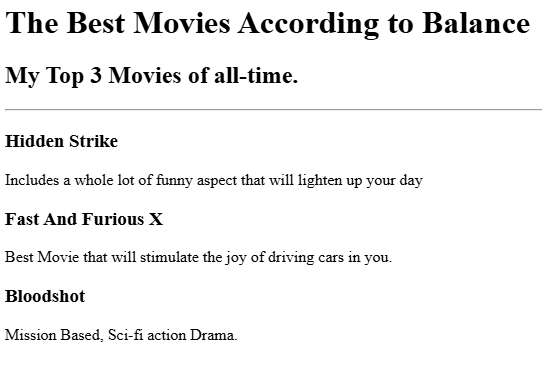 The Best Movies According to Balance
My Top 3 Movies of all-time.
Hidden Strike
Includes a whole lot of funny aspect that will lighten up your day
Fast And Furious X
Best Movie that will stimulate the joy of driving cars in you.
Bloodshot
Mission Based, Sci-fi action Drama.